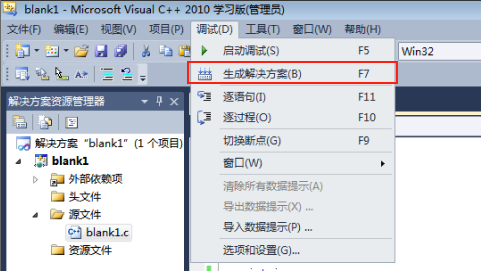 blank1 - Microsoft Visual C++ 2010 学习版(管理员)
文件(F) 编辑(E) 视图(V) 项目(P) 调试(D) 工具(T) 窗口(W) 帮助(H)
Win32
启动调试(S) F5
生成解决方案(B) F7
逐语句(I) F11
逐过程(O) F10
切换断点(G) F9
窗口(W)
清除所有数据提示(A)
导出数据提示(X) ...
导入数据提示(P) ...
选项和设置(G)...
解决方案资源管理器
解决方案"blank1"(1 个项目)
blank1
外部依赖项
头文件
源文件
blank1.c
资源文件